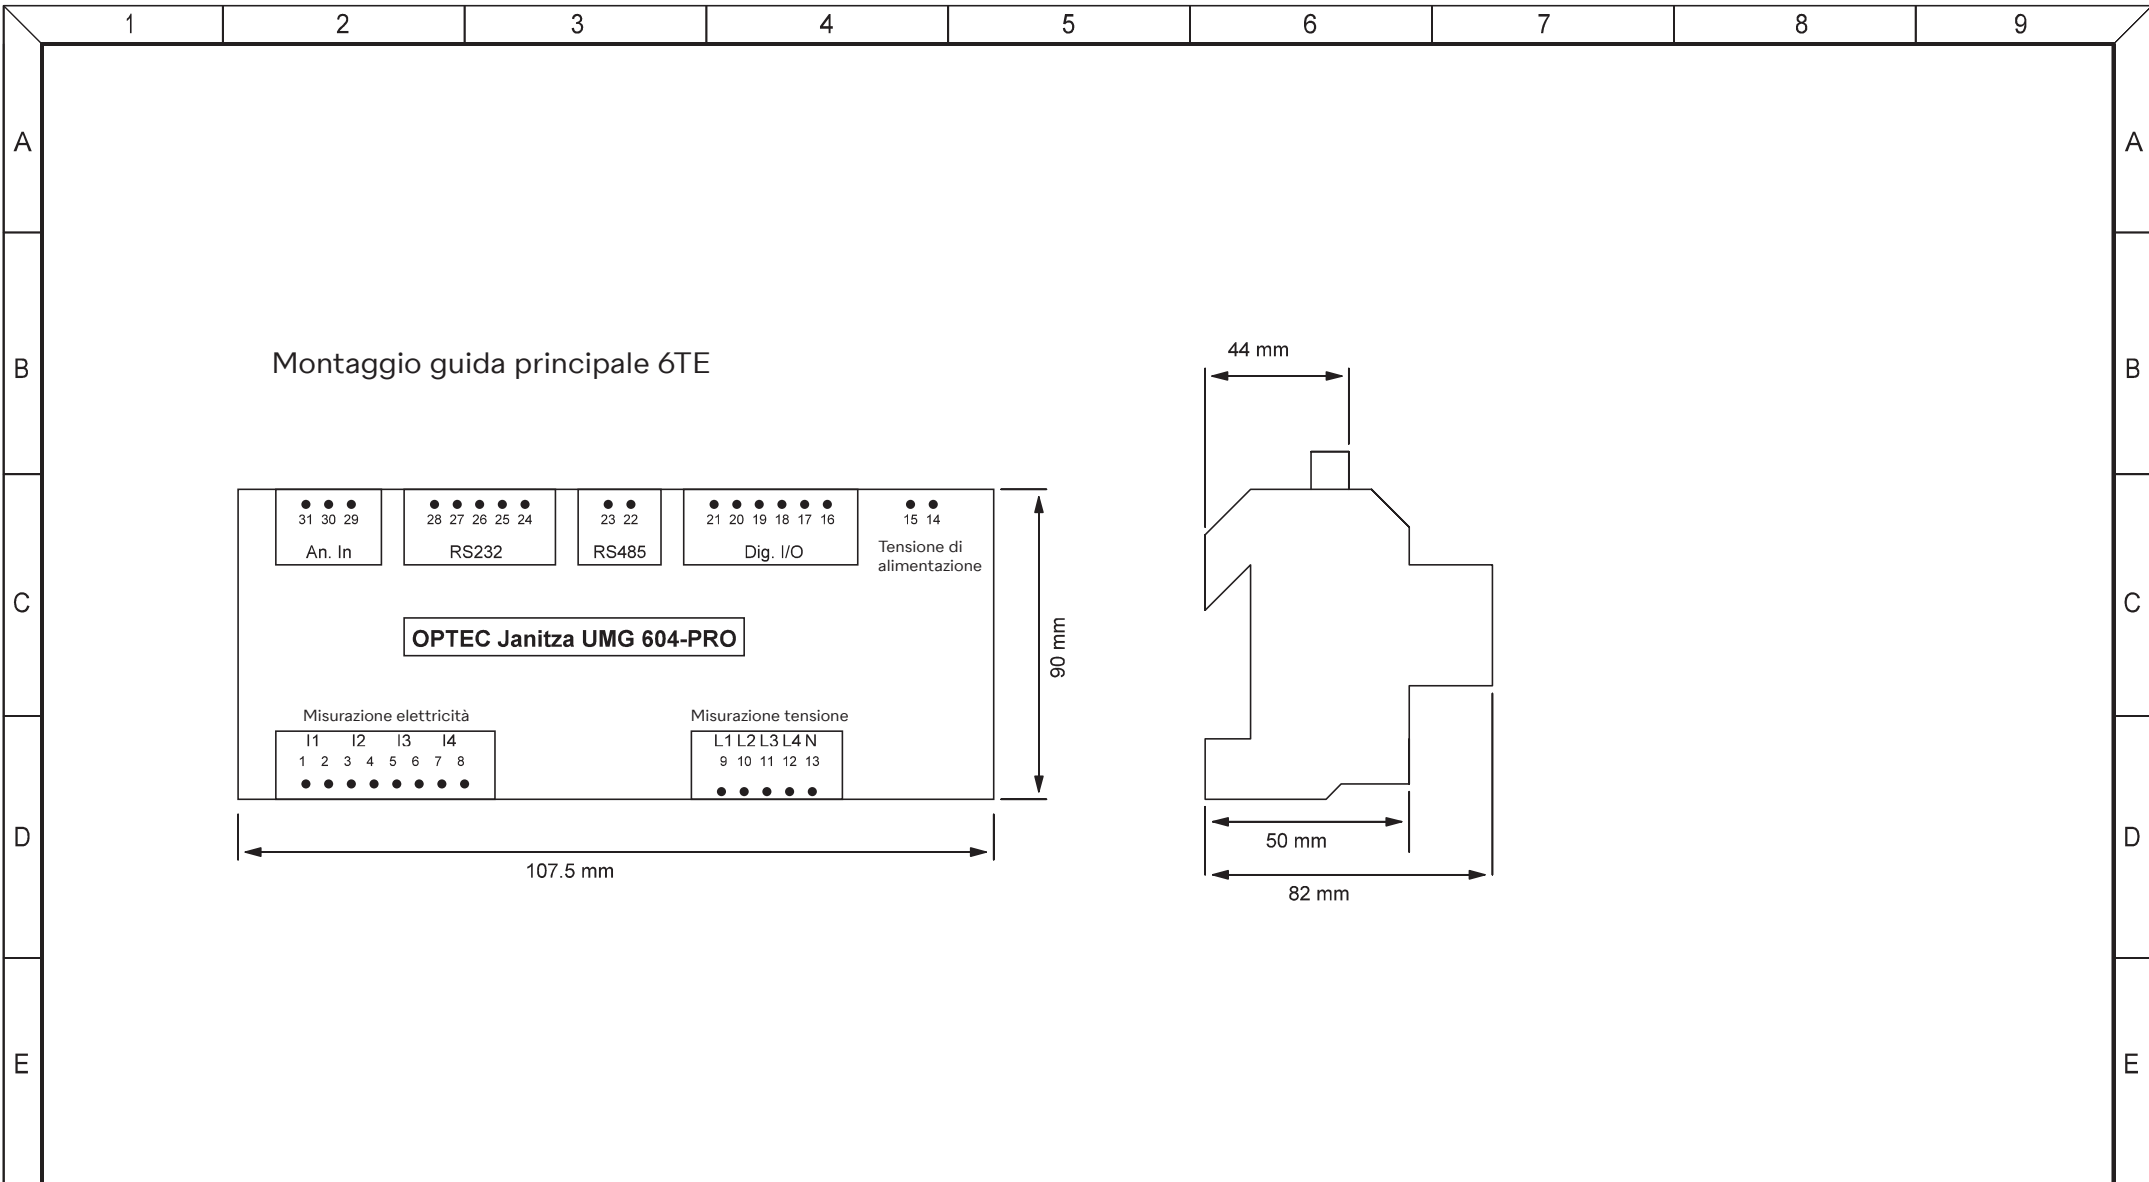 1 2 3 4 5 6 7 8 9
A A
B B
Montaggio guida principale 6TE
44 mm
31 30 29 28 27 26 25 24 23 22 21 20 19 18 17 16 15 14
An. In RS232 RS485 Dig. I/O Tensione di
alimentazione
C C
OPTEC Janitza UMG 604-PRO
90 mm
Misurazione elettricità Misurazione tensione
I1 I2 I3 I4 L1 L2 L3 L4 N
1 2 3 4 5 6 7 8 9 10 11 12 13
D D
50 mm
107.5 mm
82 mm
E E